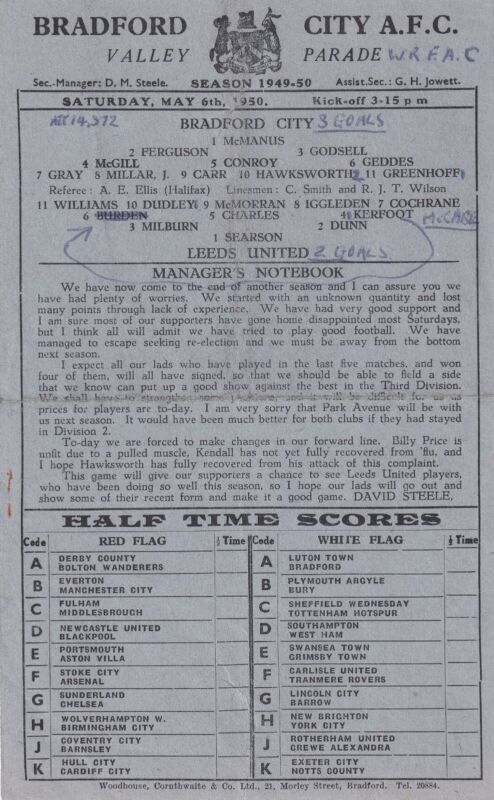 BRADFORD CITY A.F.C.
VALLEY PARADE W R F A. C
Sec.-Manager: D. M. Steele. SEASON 1949-50 Assist.Sec.: G. H. Jowett.
SATURDAY, MAY 6th, 1950. Kick-off 3-15 p m
ATT 14,372 BRADFORD CITY 3 GOALS
1 McMANUS
2 FERGUSON 3 GODSELL
4 McGILL 5 CONROY 6 GEDDES
7 GRAY 8 MILLAR, J. 9 CARR 10 HAWKSWORTH 2 11 GREENHOFF 1
Referee: A. E. Ellis (Halifax) Linesmen: C. Smith and R. J. T. Wilson
11 WILLIAMS 10 DUDLEY 9 McMORRAN 8 IGGLEDEN 7 COCHRANE
6 BURDEN 5 CHARLES 4 KERFOOT McCABE
3 MILBURN 2 DUNN
1 SEARSON
LEEDS UNITED 2 GOALS
MANAGER'S NOTEBOOK
We have now come to the end of another season and I can assure you we
have had plenty of worries. We started with an unknown quantity and lost
many points through lack of experience. We have had very good support and
I am sure most of our supporters have gone home disappointed most Saturdays,
but I think all will admit we have tried to play good football. We have
managed to escape seeking re-election and we must be away from the bottom
next season.
I expect all our lads who have played in the last five matches, and won
four of them, will all have signed, so that we should be able to field a side
that we know can put up a good show against the best in the Third Division.
We shall have to strengthen some positions, and it will be difficult for us as
prices for players are to-day. I am very sorry that Park Avenue will be with
us next season. It would have been much better for both clubs if they had stayed
in Division 2.
To-day we are forced to make changes in our forward line. Billy Price is
unfit due to a pulled muscle, Kendall has not yet fully recovered from 'flu, and
I hope Hawksworth has fully recovered from his attack of this complaint.
This game will give our supporters a chance to see Leeds United players,
who have been doing so well this season, so I hope our lads will go out and
show some of their recent form and make it a good game. DAVID STEELE.
HALF TIME SCORES
Code RED FLAG ½ Time Code WHITE FLAG ½ Time
A DERBY COUNTY BOLTON WANDERERS A LUTON TOWN BRADFORD
B EVERTON MANCHESTER CITY B PLYMOUTH ARGYLE BURY
C FULHAM MIDDLESBROUGH C SHEFFIELD WEDNESDAY TOTTENHAM HOTSPUR
D NEWCASTLE UNITED BLACKPOOL D SOUTHAMPTON WEST HAM
E PORTSMOUTH ASTON VILLA E SWANSEA TOWN GRIMSBY TOWN
F STOKE CITY ARSENAL F CARLISLE UNITED TRANMERE ROVERS
G SUNDERLAND CHELSEA G LINCOLN CITY BARROW
H WOLVERHAMPTON W. BIRMINGHAM CITY H NEW BRIGHTON YORK CITY
J COVENTRY CITY BARNSLEY J ROTHERHAM UNITED CREWE ALEXANDRA
K HULL CITY CARDIFF CITY K EXETER CITY NOTTS COUNTY
Woodhouse, Cornthwaite & Co. Ltd., 21, Morley Street, Bradford. Tel. 20884.